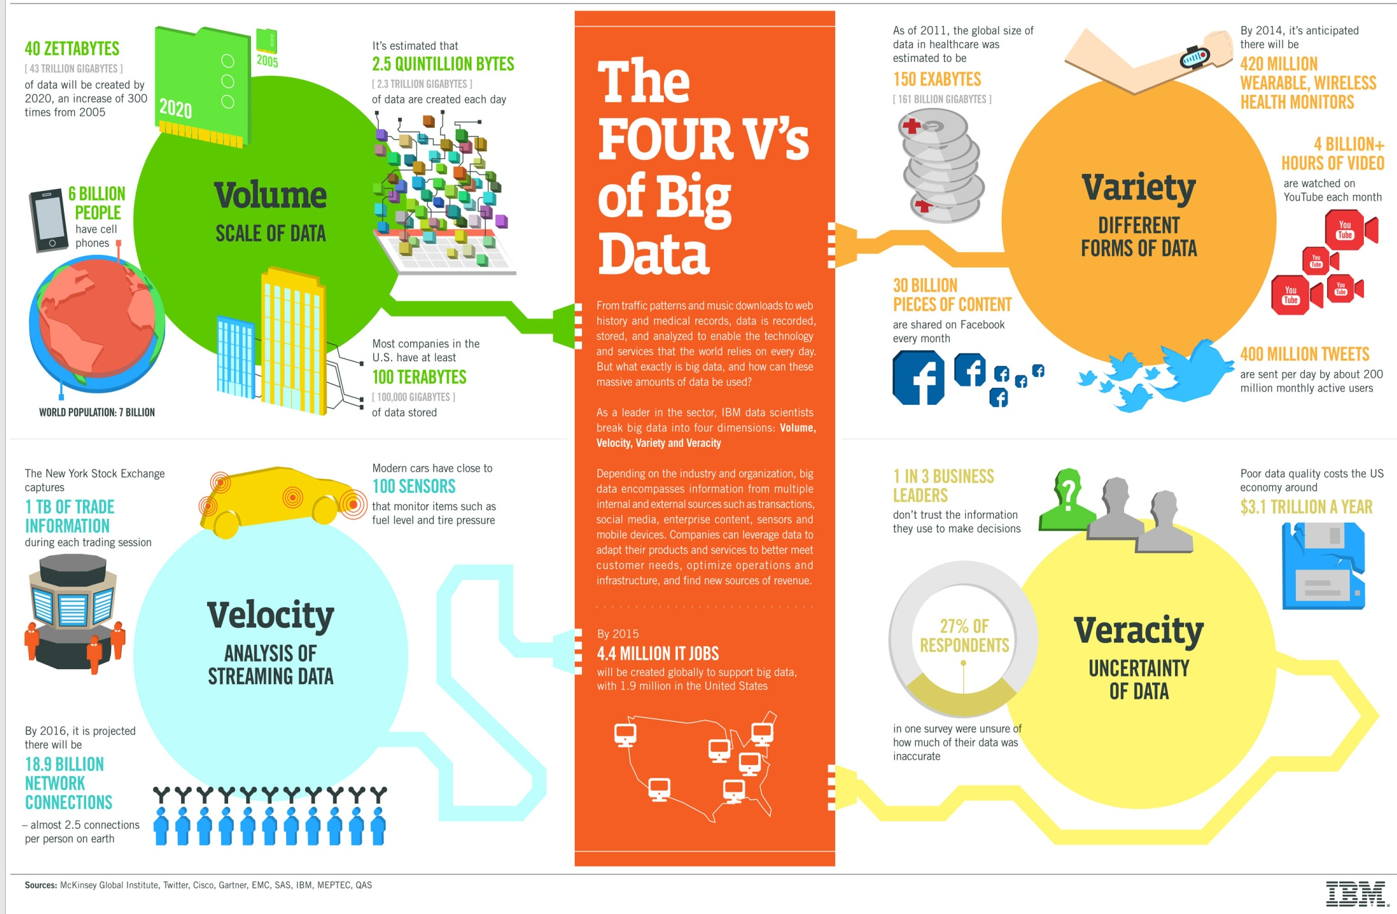 40 ZETTABYTES
[ 43 TRILLION GIGABYTES ]
of data will be created by
2020, an increase of 300
times from 2005
2020
2005
It's estimated that
2.5 QUINTILLION BYTES
[ 2.3 TRILLION GIGABYTES ]
of data are created each day
Volume
SCALE OF DATA
6 BILLION
PEOPLE
have cell
phones
WORLD POPULATION: 7 BILLION
Most companies in the
U.S. have at least
100 TERABYTES
[ 100,000 GIGABYTES ]
of data stored
The New York Stock Exchange
captures
1 TB OF TRADE
INFORMATION
during each trading session
Modern cars have close to
100 SENSORS
that monitor items such as
fuel level and tire pressure
Velocity
ANALYSIS OF
STREAMING DATA
By 2016, it is projected
there will be
18.9 BILLION
NETWORK
CONNECTIONS
– almost 2.5 connections
per person on earth
The
FOUR V's
of Big
Data
From traffic patterns and music downloads to web
history and medical records, data is recorded,
stored, and analyzed to enable the technology
and services that the world relies on every day.
But what exactly is big data, and how can these
massive amounts of data be used?
As a leader in the sector, IBM data scientists
break big data into four dimensions: Volume,
Velocity, Variety and Veracity
Depending on the industry and organization, big
data encompasses information from multiple
internal and external sources such as transactions,
social media, enterprise content, sensors and
mobile devices. Companies can leverage data to
adapt their products and services to better meet
customer needs, optimize operations and
infrastructure, and find new sources of revenue.
By 2015
4.4 MILLION IT JOBS
will be created globally to support big data,
with 1.9 million in the United States
As of 2011, the global size of
data in healthcare was
estimated to be
150 EXABYTES
[ 161 BILLION GIGABYTES ]
By 2014, it's anticipated
there will be
420 MILLION
WEARABLE, WIRELESS
HEALTH MONITORS
Variety
DIFFERENT
FORMS OF DATA
4 BILLION+
HOURS OF VIDEO
are watched on
YouTube each month
You
Tube
You
Tube
You
Tube
You
Tube
30 BILLION
PIECES OF CONTENT
are shared on Facebook
every month
f
f
f
f
f
f
400 MILLION TWEETS
are sent per day by about 200
million monthly active users
1 IN 3 BUSINESS
LEADERS
don't trust the information
they use to make decisions
?
Poor data quality costs the US
economy around
$3.1 TRILLION A YEAR
27% OF
RESPONDENTS
in one survey were unsure of
how much of their data was
inaccurate
Veracity
UNCERTAINTY
OF DATA
Sources: McKinsey Global Institute, Twitter, Cisco, Gartner, EMC, SAS, IBM, MEPTEC, QAS
IBM.